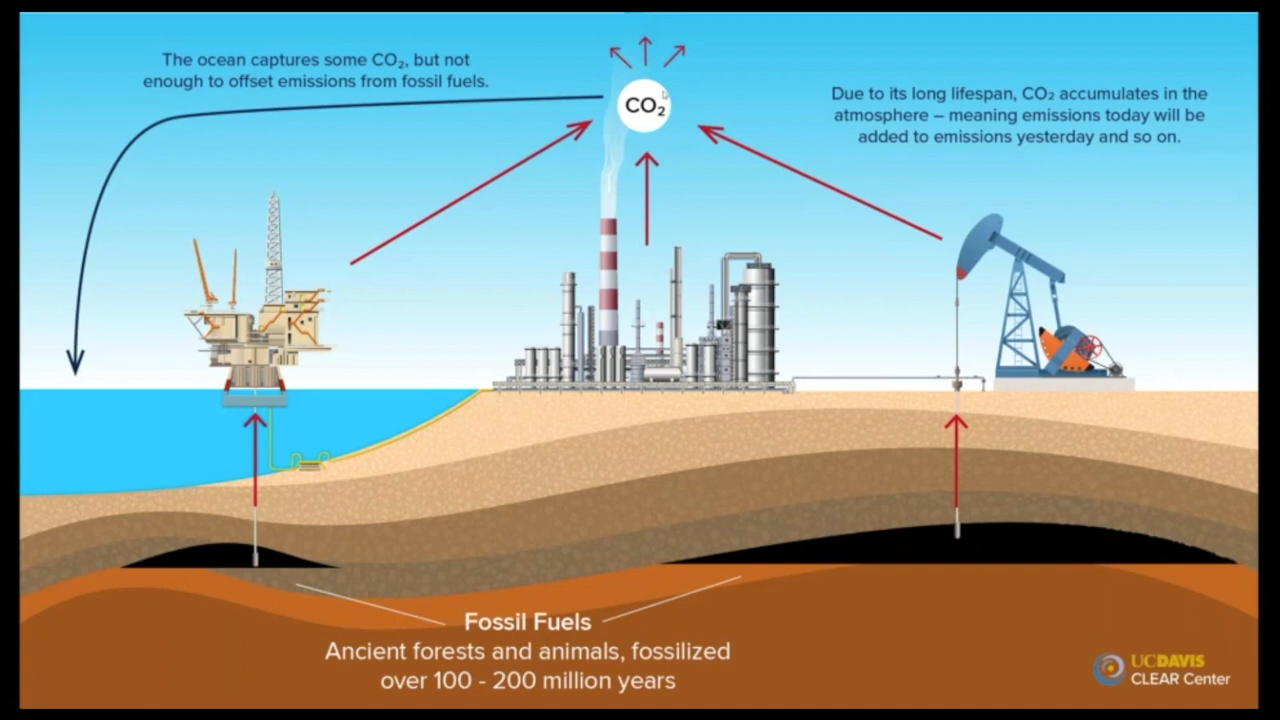 The ocean captures some CO₂, but not
enough to offset emissions from fossil fuels.
CO₂
Due to its long lifespan, CO₂ accumulates in the
atmosphere – meaning emissions today will be
added to emissions yesterday and so on.
Fossil Fuels
Ancient forests and animals, fossilized
over 100 - 200 million years
UCDAVIS
CLEAR Center